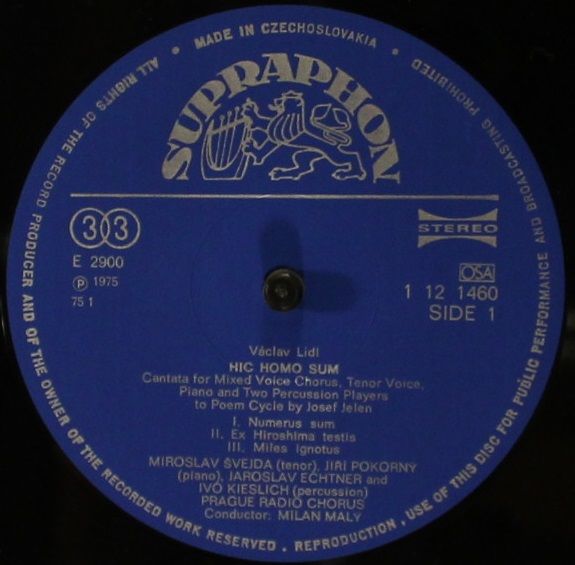 ALL RIGHTS OF THE RECORD PRODUCER AND OF THE OWNER OF THE RECORDED WORK RESERVED . REPRODUCTION , USE OF THIS DISC FOR PUBLIC PERFORMANCE AND BROADCASTING PROHIBITED
MADE IN CZECHOSLOVAKIA
SUPRAPHON
33
STEREO
E 2900
Ⓟ 1975
75 1
OSA
1 12 1460
SIDE 1
Václav Lidl
HIC HOMO SUM
Cantata for Mixed Voice Chorus, Tenor Voice,
Piano and Two Percussion Players
to Poem Cycle by Josef Jelen
I. Numerus sum
II. Ex Hiroshima testis
III. Miles ignotus
MIROSLAV ŠVEJDA (tenor), JIŘI POKORNÝ
(piano), JAROSLAV ECHTNER and
IVO KIESLICH (percussion)
PRAGUE RADIO CHORUS
Conductor: MILAN MALÝ